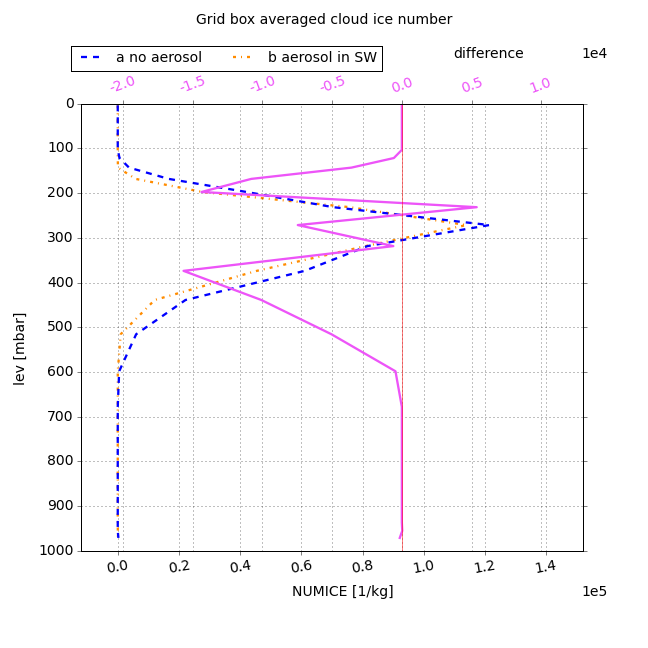 Grid box averaged cloud ice number
a no aerosol b aerosol in SW difference 1e4
-2.0 -1.5 -1.0 -0.5 0.0 0.5 1.0
0
100
200
300
400
500
600
700
800
900
1000
lev [mbar]
0.0 0.2 0.4 0.6 0.8 1.0 1.2 1.4
NUMICE [1/kg] 1e5